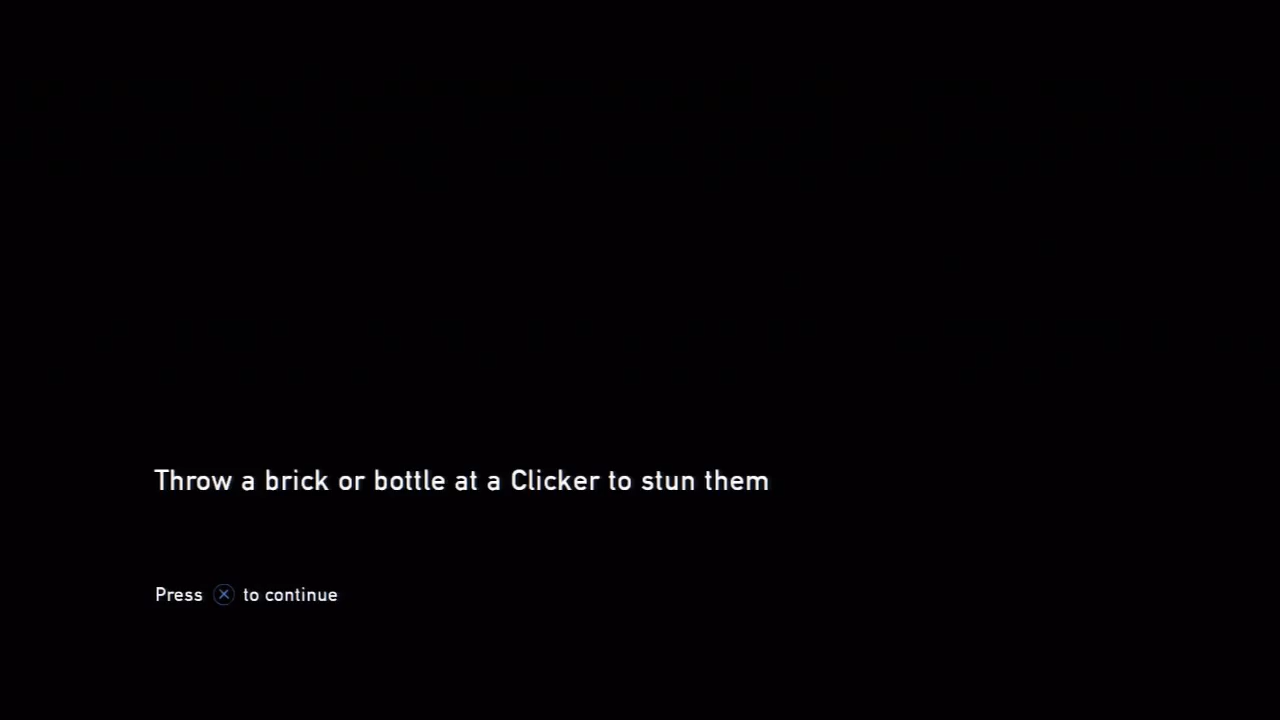 Throw a brick or bottle at a Clicker to stun them
Press ⓧ to continue